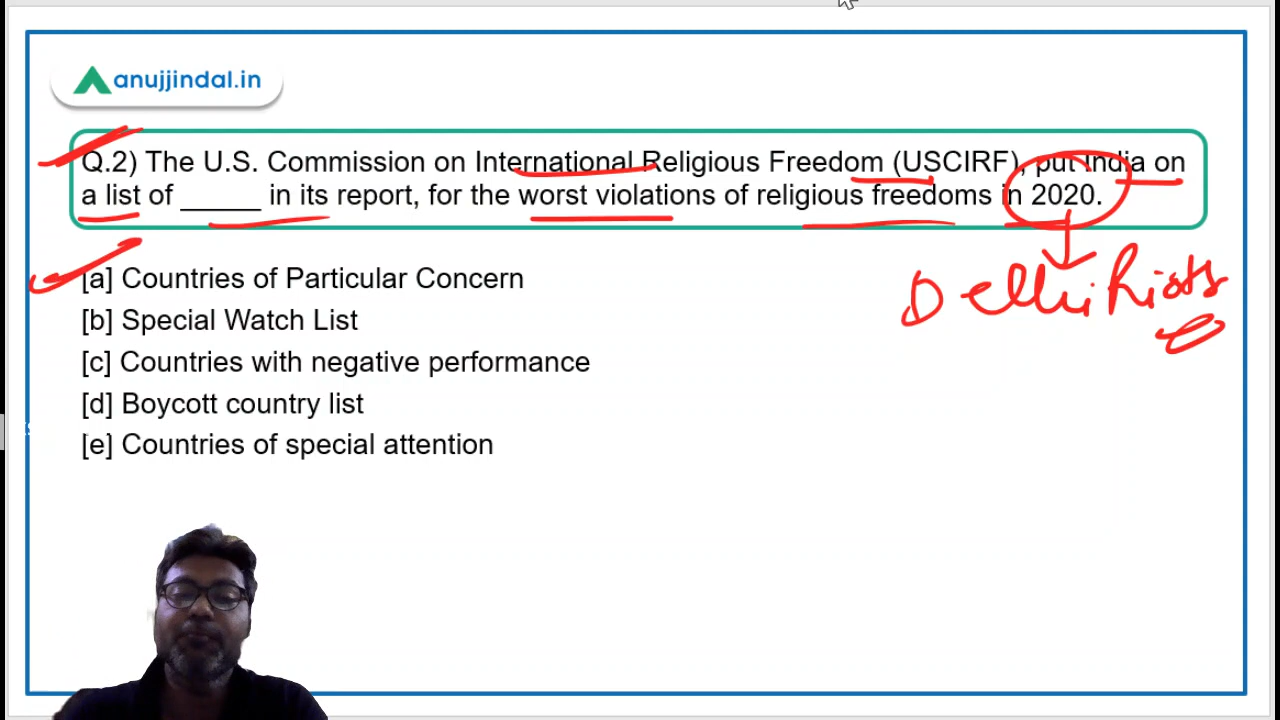 anujjindal.in
Q.2) The U.S. Commission on International Religious Freedom (USCIRF), put India on
a list of _____ in its report, for the worst violations of religious freedoms in 2020.
Delhi Riots
[a] Countries of Particular Concern
[b] Special Watch List
[c] Countries with negative performance
[d] Boycott country list
[e] Countries of special attention